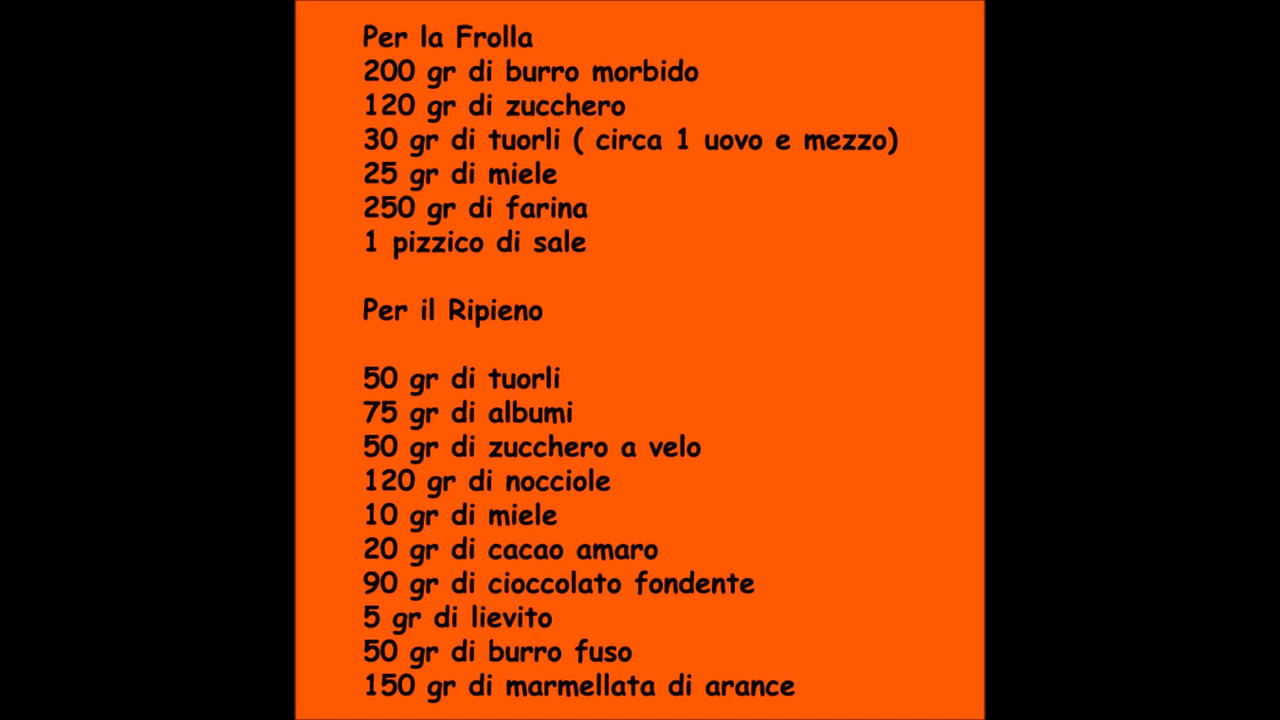 Per la Frolla
200 gr di burro morbido
120 gr di zucchero
30 gr di tuorli ( circa 1 uovo e mezzo)
25 gr di miele
250 gr di farina
1 pizzico di sale
Per il Ripieno
50 gr di tuorli
75 gr di albumi
50 gr di zucchero a velo
120 gr di nocciole
10 gr di miele
20 gr di cacao amaro
90 gr di cioccolato fondente
5 gr di lievito
50 gr di burro fuso
150 gr di marmellata di arance